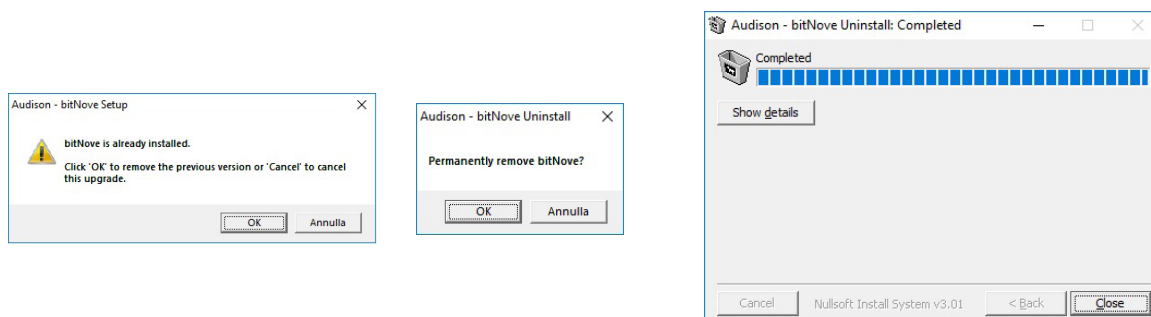 Audison - bitNove Setup
bitNove is already installed.
Click 'OK' to remove the previous version or 'Cancel' to cancel
this upgrade.
OK
Annulla
Audison - bitNove Uninstall
Permanently remove bitNove?
OK
Annulla
Audison - bitNove Uninstall: Completed
Completed
Show details
Cancel
Nullsoft Install System v3.01
< Back
Close